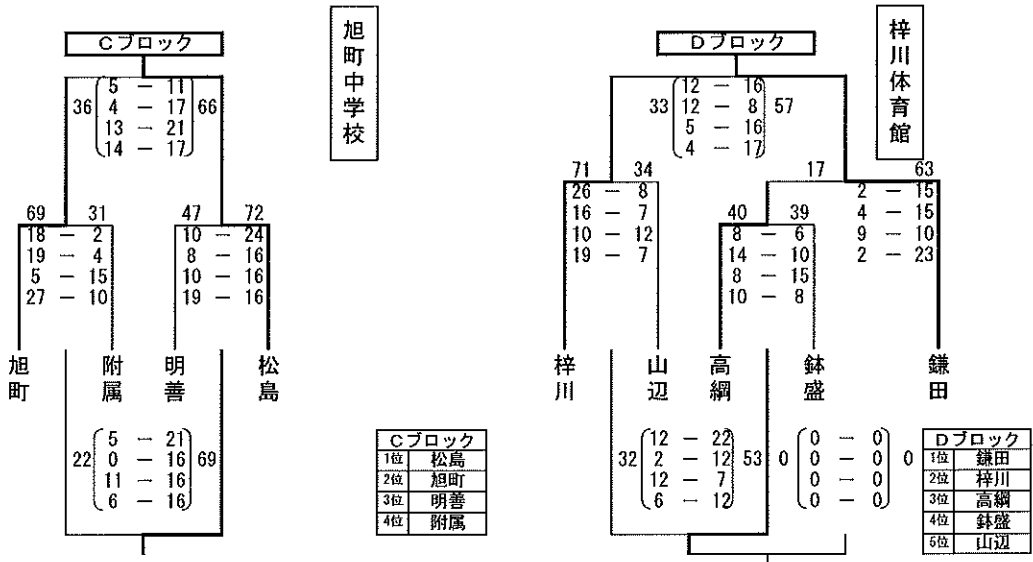 Cブロック
旭町中学校
36
5 － 11
4 － 17
13 － 21
14 － 17
66
69 31
18 － 2
19 － 4
5 － 15
27 － 10
47 72
10 － 24
8 － 16
10 － 16
19 － 16
旭町
附属
明善
松島
22
5 － 21
0 － 16
11 － 16
6 － 16
69
Cブロック
1位 松島
2位 旭町
3位 明善
4位 附属
Dブロック
梓川体育館
33
12 － 16
12 － 8
5 － 16
4 － 17
57
71 34
26 － 8
16 － 7
10 － 12
19 － 7
17 63
2 － 15
4 － 15
9 － 10
2 － 23
40 39
8 － 6
14 － 10
8 － 15
10 － 8
梓川
山辺
高綱
鉢盛
鎌田
32
12 － 22
2 － 12
12 － 7
6 － 12
53
0
0 － 0
0 － 0
0 － 0
0 － 0
0
Dブロック
1位 鎌田
2位 梓川
3位 高綱
4位 鉢盛
5位 山辺